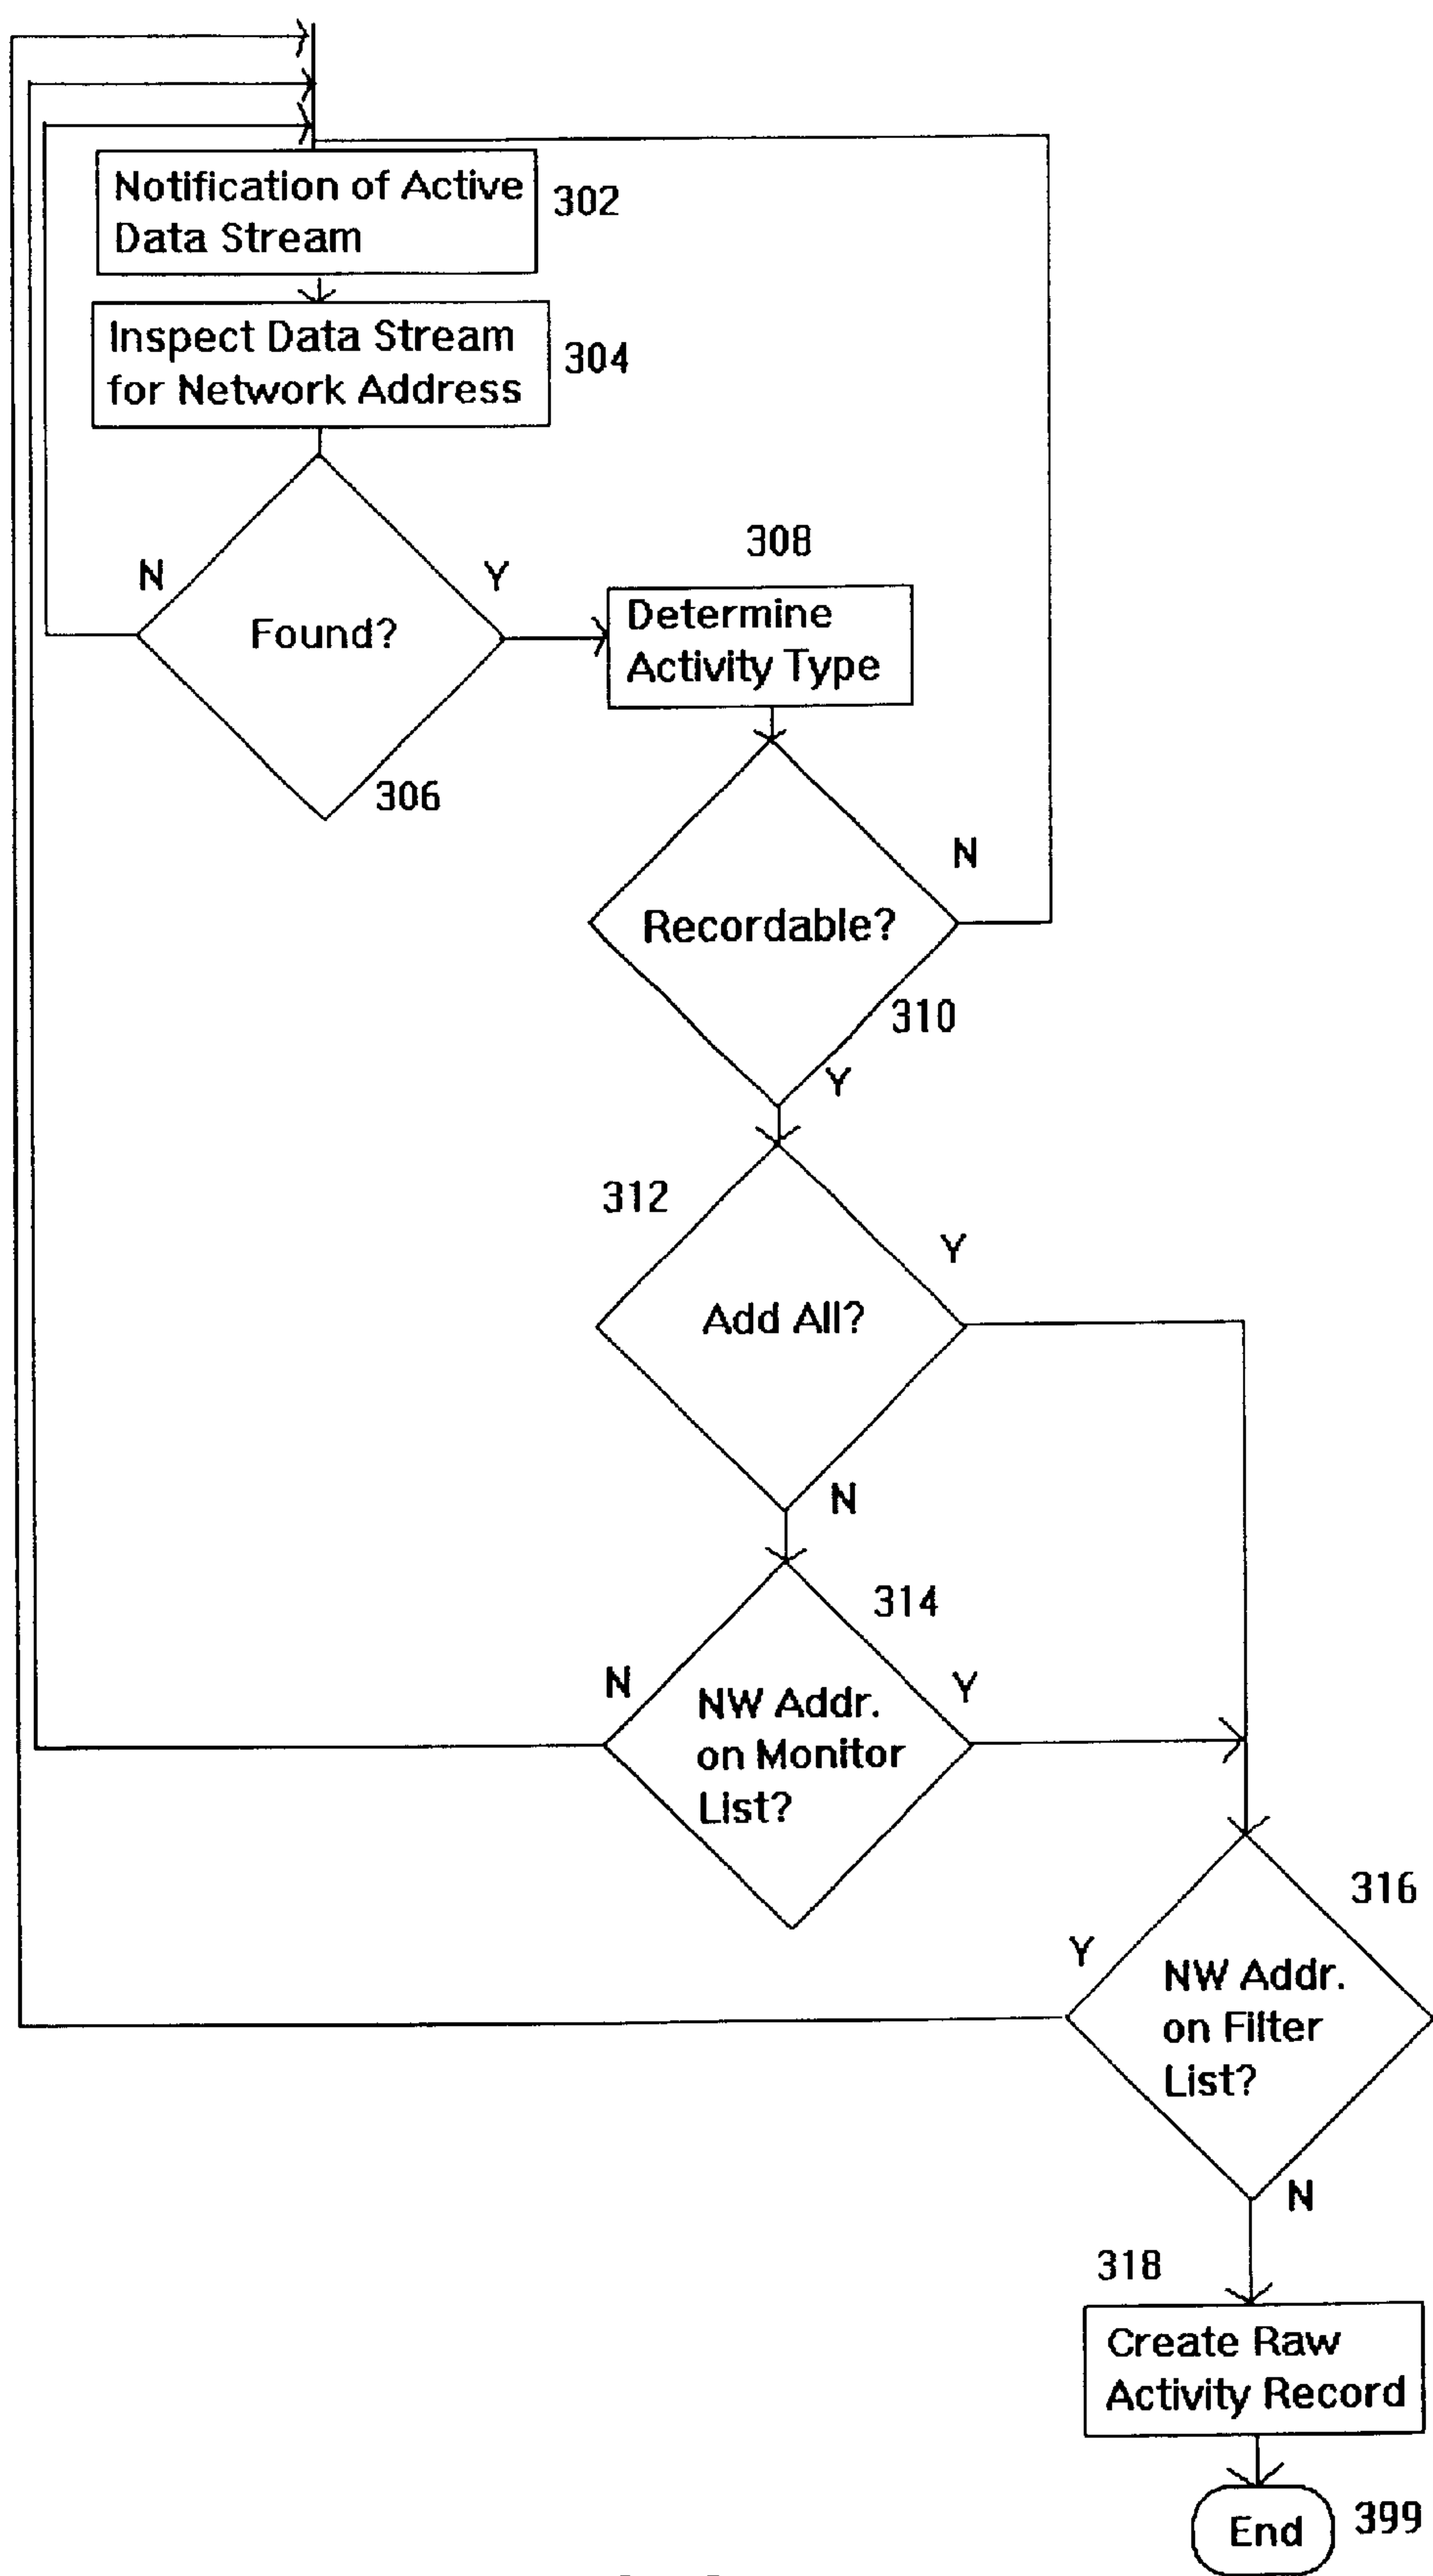 Notification of Active
Data Stream
302
Inspect Data Stream
for Network Address
304
N
Y
Found?
306
308
Determine
Activity Type
N
Recordable?
310
Y
312
Y
Add All?
N
314
N
Y
NW Addr.
on Monitor
List?
316
Y
NW Addr.
on Filter
List?
N
318
Create Raw
Activity Record
End
399